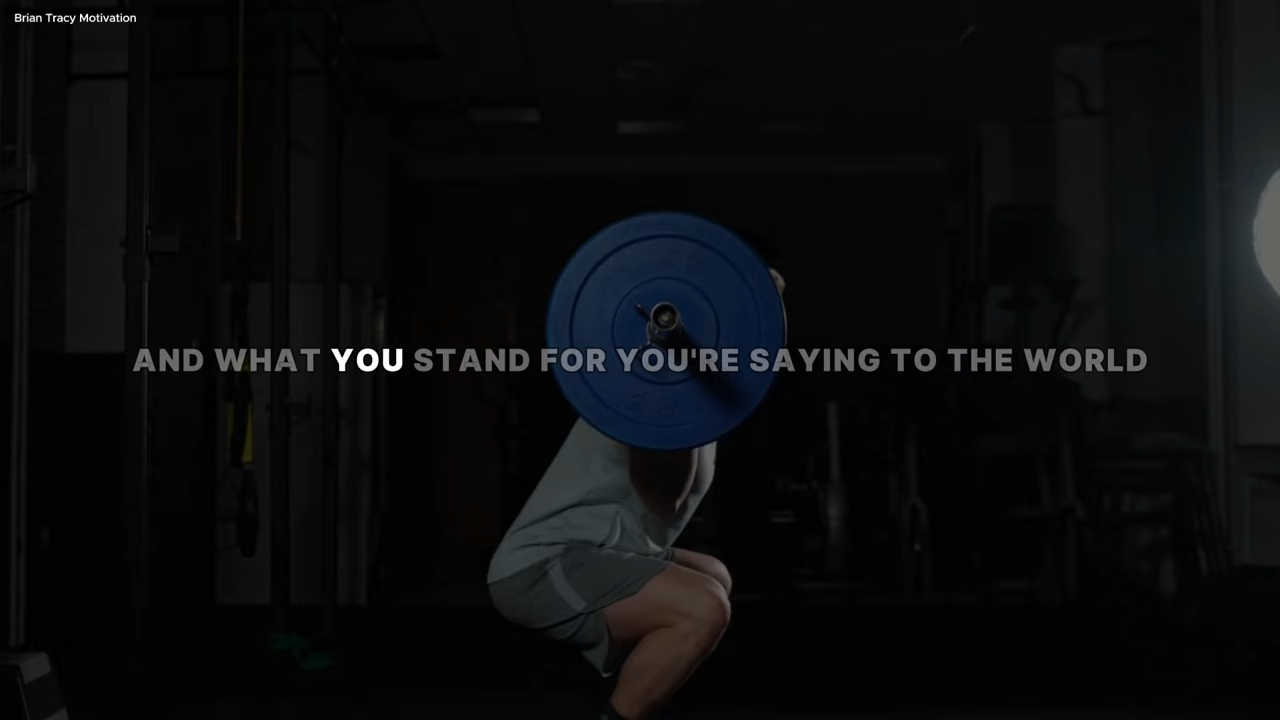 Brian Tracy Motivation
AND WHAT YOU STAND FOR YOU'RE SAYING TO THE WORLD